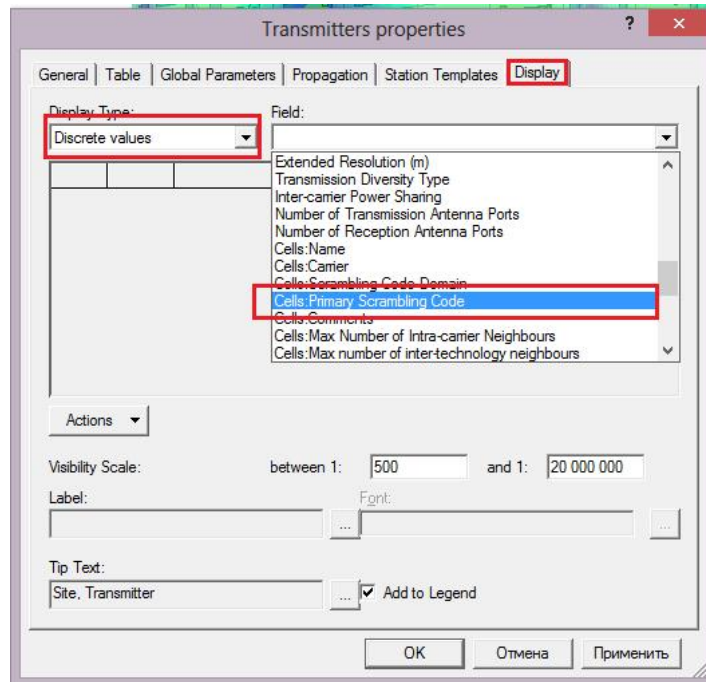 Transmitters properties ? ×
General Table Global Parameters Propagation Station Templates Display
Display Type: Field:
Discrete values
Extended Resolution (m)
Transmission Diversity Type
Inter-carrier Power Sharing
Number of Transmission Antenna Ports
Number of Reception Antenna Ports
Cells:Name
Cells:Carrier
Cells:Scrambling Code Domain
Cells:Primary Scrambling Code
Cells:Comments
Cells:Max Number of Intra-carrier Neighbours
Cells:Max number of inter-technology neighbours
Actions
Visibility Scale: between 1: 500 and 1: 20 000 000
Label: Font:
... ...
Tip Text:
Site, Transmitter ... Add to Legend
OK Отмена Применить